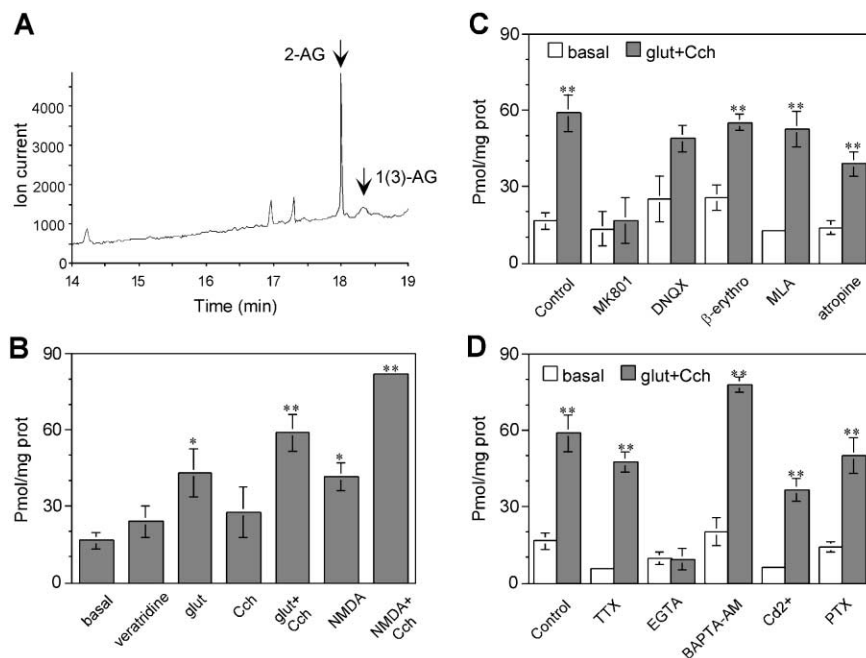 A
2-AG
1(3)-AG
Ion current
4000
3000
2000
1000
0
14 15 16 17 18 19
Time (min)
B
Pmol/mg prot
90
60
30
0
*
**
*
**
basal
veratridine
glut
Cch
glut+
Cch
NMDA
NMDA+
Cch
C
basal
glut+Cch
Pmol/mg prot
90
60
30
0
**
**
**
**
Control
MK801
DNQX
β-erythro
MLA
atropine
D
basal
glut+Cch
Pmol/mg prot
90
60
30
0
**
**
**
**
**
Control
TTX
EGTA
BAPTA-AM
Cd2+
PTX